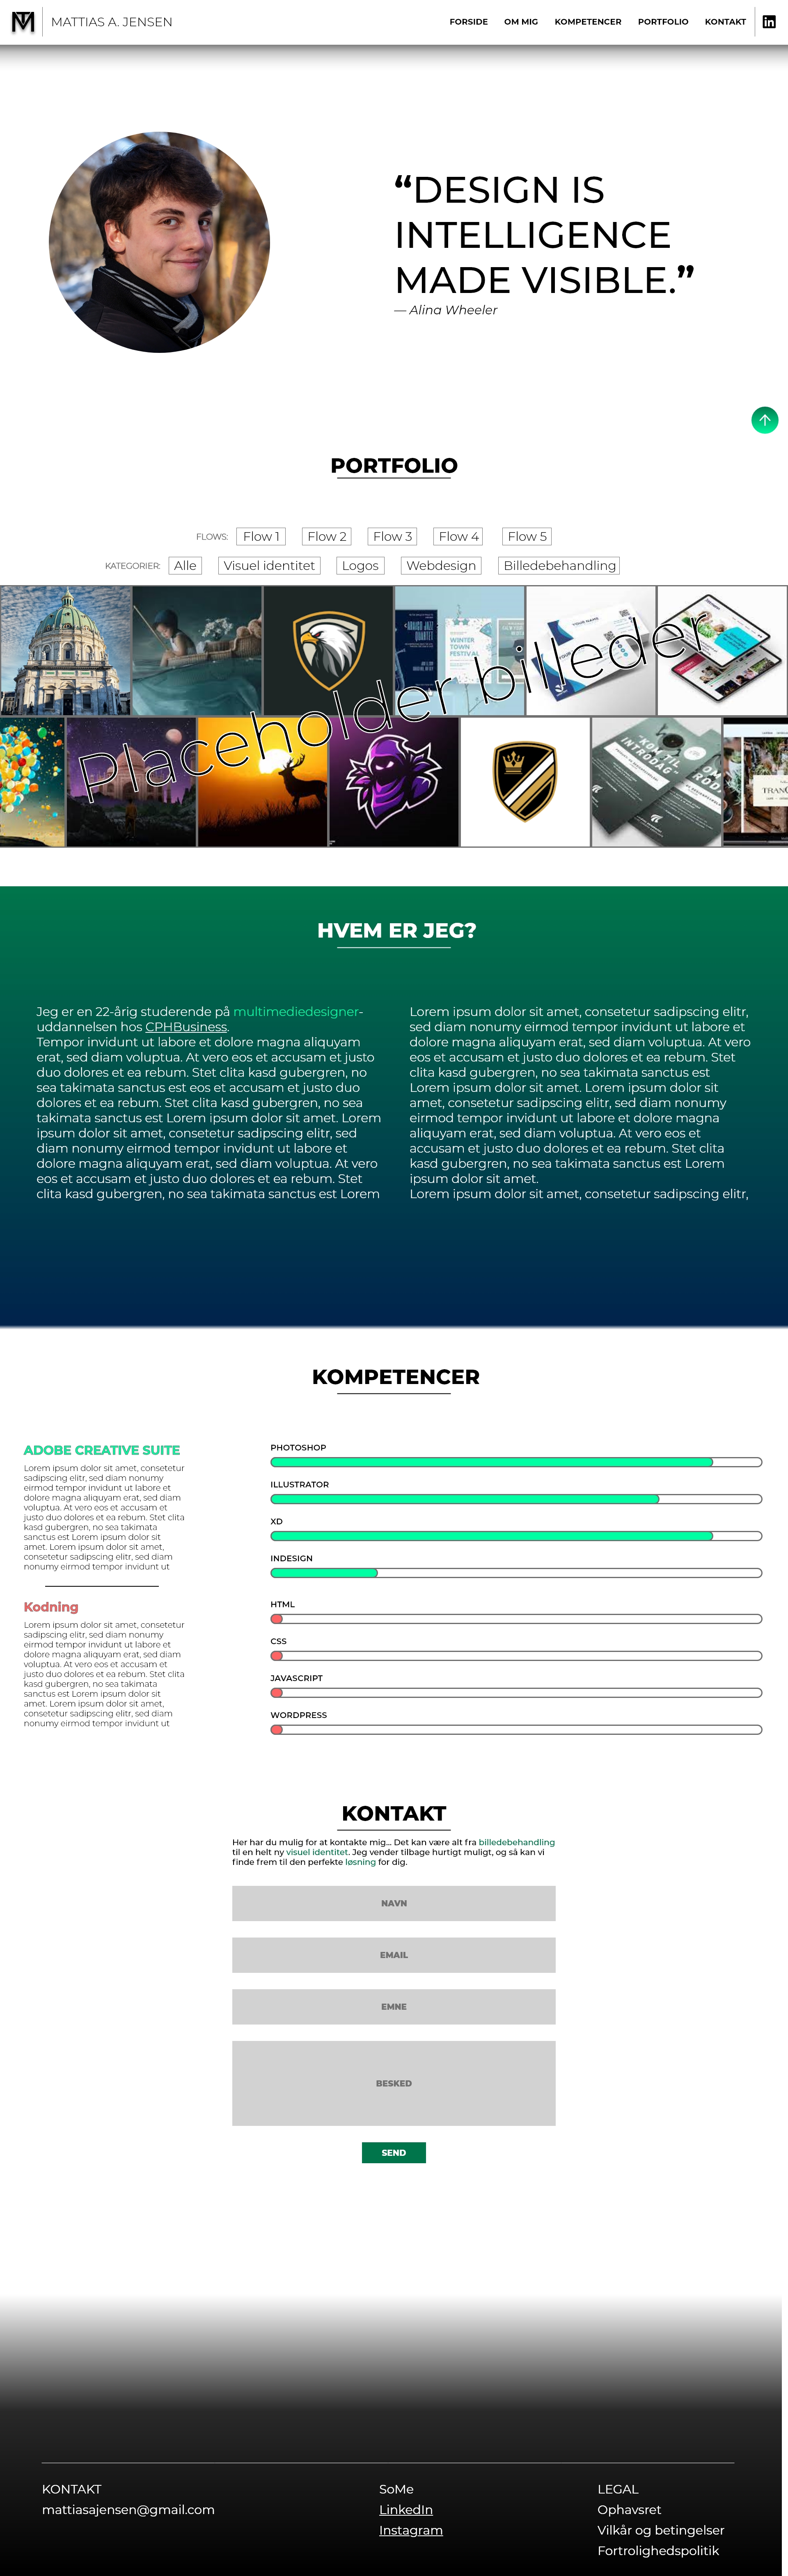 MATTIAS A. JENSEN
FORSIDE OM MIG KOMPETENCER PORTFOLIO KONTAKT
“DESIGN IS
INTELLIGENCE
MADE VISIBLE.”
— Alina Wheeler
PORTFOLIO
FLOWS: Flow 1 Flow 2 Flow 3 Flow 4 Flow 5
KATEGORIER: Alle Visuel identitet Logos Webdesign Billedebehandling
Placeholder billeder
WINTER
TOWN
FESTIVAL
HVEM ER JEG?
Jeg er en 22-årig studerende på multimediedesigner-
uddannelsen hos CPHBusiness.
Tempor invidunt ut labore et dolore magna aliquyam
erat, sed diam voluptua. At vero eos et accusam et justo
duo dolores et ea rebum. Stet clita kasd gubergren, no
sea takimata sanctus est eos et accusam et justo duo
dolores et ea rebum. Stet clita kasd gubergren, no sea
takimata sanctus est Lorem ipsum dolor sit amet. Lorem
ipsum dolor sit amet, consetetur sadipscing elitr, sed
diam nonumy eirmod tempor invidunt ut labore et
dolore magna aliquyam erat, sed diam voluptua. At vero
eos et accusam et justo duo dolores et ea rebum. Stet
clita kasd gubergren, no sea takimata sanctus est Lorem
Lorem ipsum dolor sit amet, consetetur sadipscing elitr,
sed diam nonumy eirmod tempor invidunt ut labore et
dolore magna aliquyam erat, sed diam voluptua. At vero
eos et accusam et justo duo dolores et ea rebum. Stet
clita kasd gubergren, no sea takimata sanctus est
Lorem ipsum dolor sit amet. Lorem ipsum dolor sit
amet, consetetur sadipscing elitr, sed diam nonumy
eirmod tempor invidunt ut labore et dolore magna
aliquyam erat, sed diam voluptua. At vero eos et
accusam et justo duo dolores et ea rebum. Stet clita
kasd gubergren, no sea takimata sanctus est Lorem
ipsum dolor sit amet.
Lorem ipsum dolor sit amet, consetetur sadipscing elitr,
KOMPETENCER
ADOBE CREATIVE SUITE
Lorem ipsum dolor sit amet, consetetur
sadipscing elitr, sed diam nonumy
eirmod tempor invidunt ut labore et
dolore magna aliquyam erat, sed diam
voluptua. At vero eos et accusam et
justo duo dolores et ea rebum. Stet clita
kasd gubergren, no sea takimata
sanctus est Lorem ipsum dolor sit
amet. Lorem ipsum dolor sit amet,
consetetur sadipscing elitr, sed diam
nonumy eirmod tempor invidunt ut
Kodning
Lorem ipsum dolor sit amet, consetetur
sadipscing elitr, sed diam nonumy
eirmod tempor invidunt ut labore et
dolore magna aliquyam erat, sed diam
voluptua. At vero eos et accusam et
justo duo dolores et ea rebum. Stet clita
kasd gubergren, no sea takimata
sanctus est Lorem ipsum dolor sit
amet. Lorem ipsum dolor sit amet,
consetetur sadipscing elitr, sed diam
nonumy eirmod tempor invidunt ut
PHOTOSHOP
ILLUSTRATOR
XD
INDESIGN
HTML
CSS
JAVASCRIPT
WORDPRESS
KONTAKT
Her har du mulig for at kontakte mig... Det kan være alt fra billedebehandling
til en helt ny visuel identitet. Jeg vender tilbage hurtigt muligt, og så kan vi
finde frem til den perfekte løsning for dig.
NAVN
EMAIL
EMNE
BESKED
SEND
KONTAKT
mattiasajensen@gmail.com
SoMe
LinkedIn
Instagram
LEGAL
Ophavsret
Vilkår og betingelser
Fortrolighedspolitik